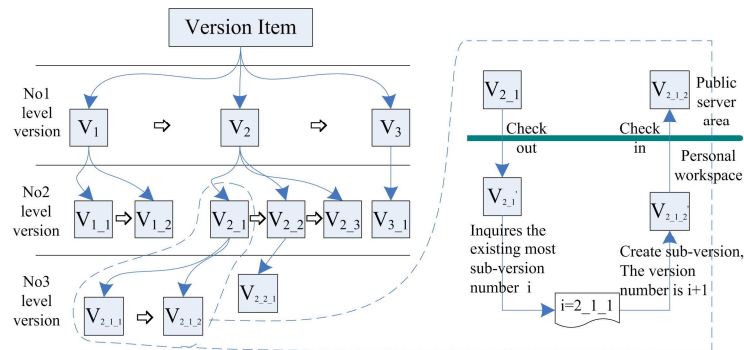 Version Item
No1
level
version
V1
V2
V3
No2
level
version
V1_1
V1_2
V2_1
V2_2
V2_3
V3_1
No3
level
version
V2_1_1
V2_1_2
V2_2_1
V2_1
V2_1_2
Public
server
area
Check
out
Check
in
Personal
workspace
V2_1'
V2_1_2'
Inquires the
existing most
sub-version
number i
i=2_1_1
Create sub-version,
The version
number is i+1